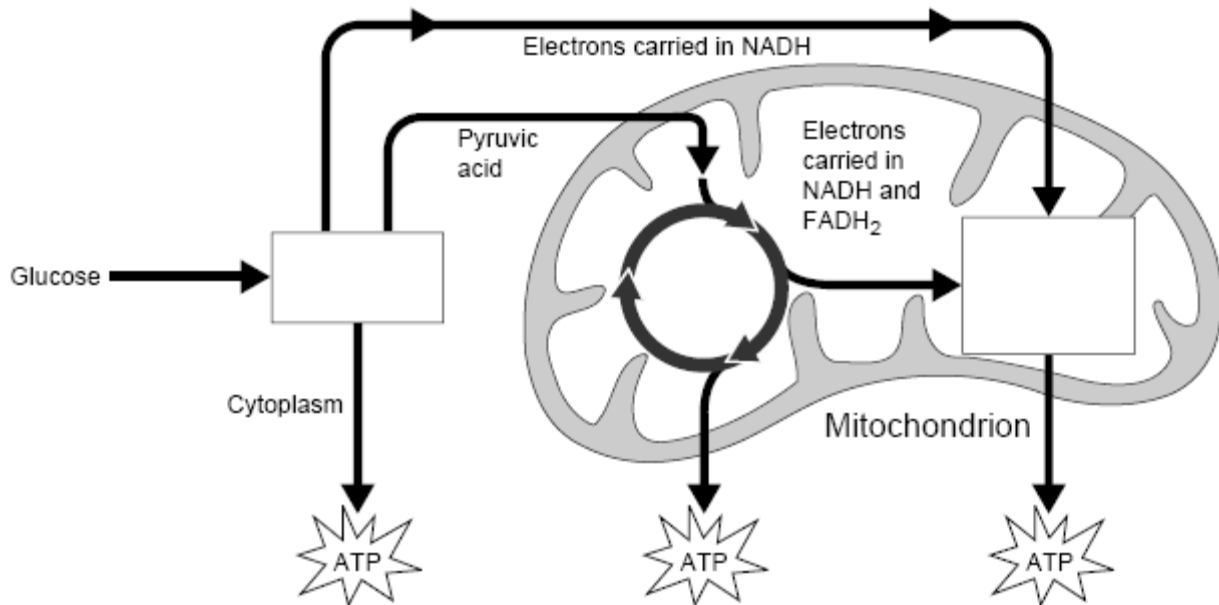 Electrons carried in NADH
Pyruvic
acid
Electrons
carried in
NADH and
FADH₂
Glucose
Cytoplasm
Mitochondrion
ATP
ATP
ATP